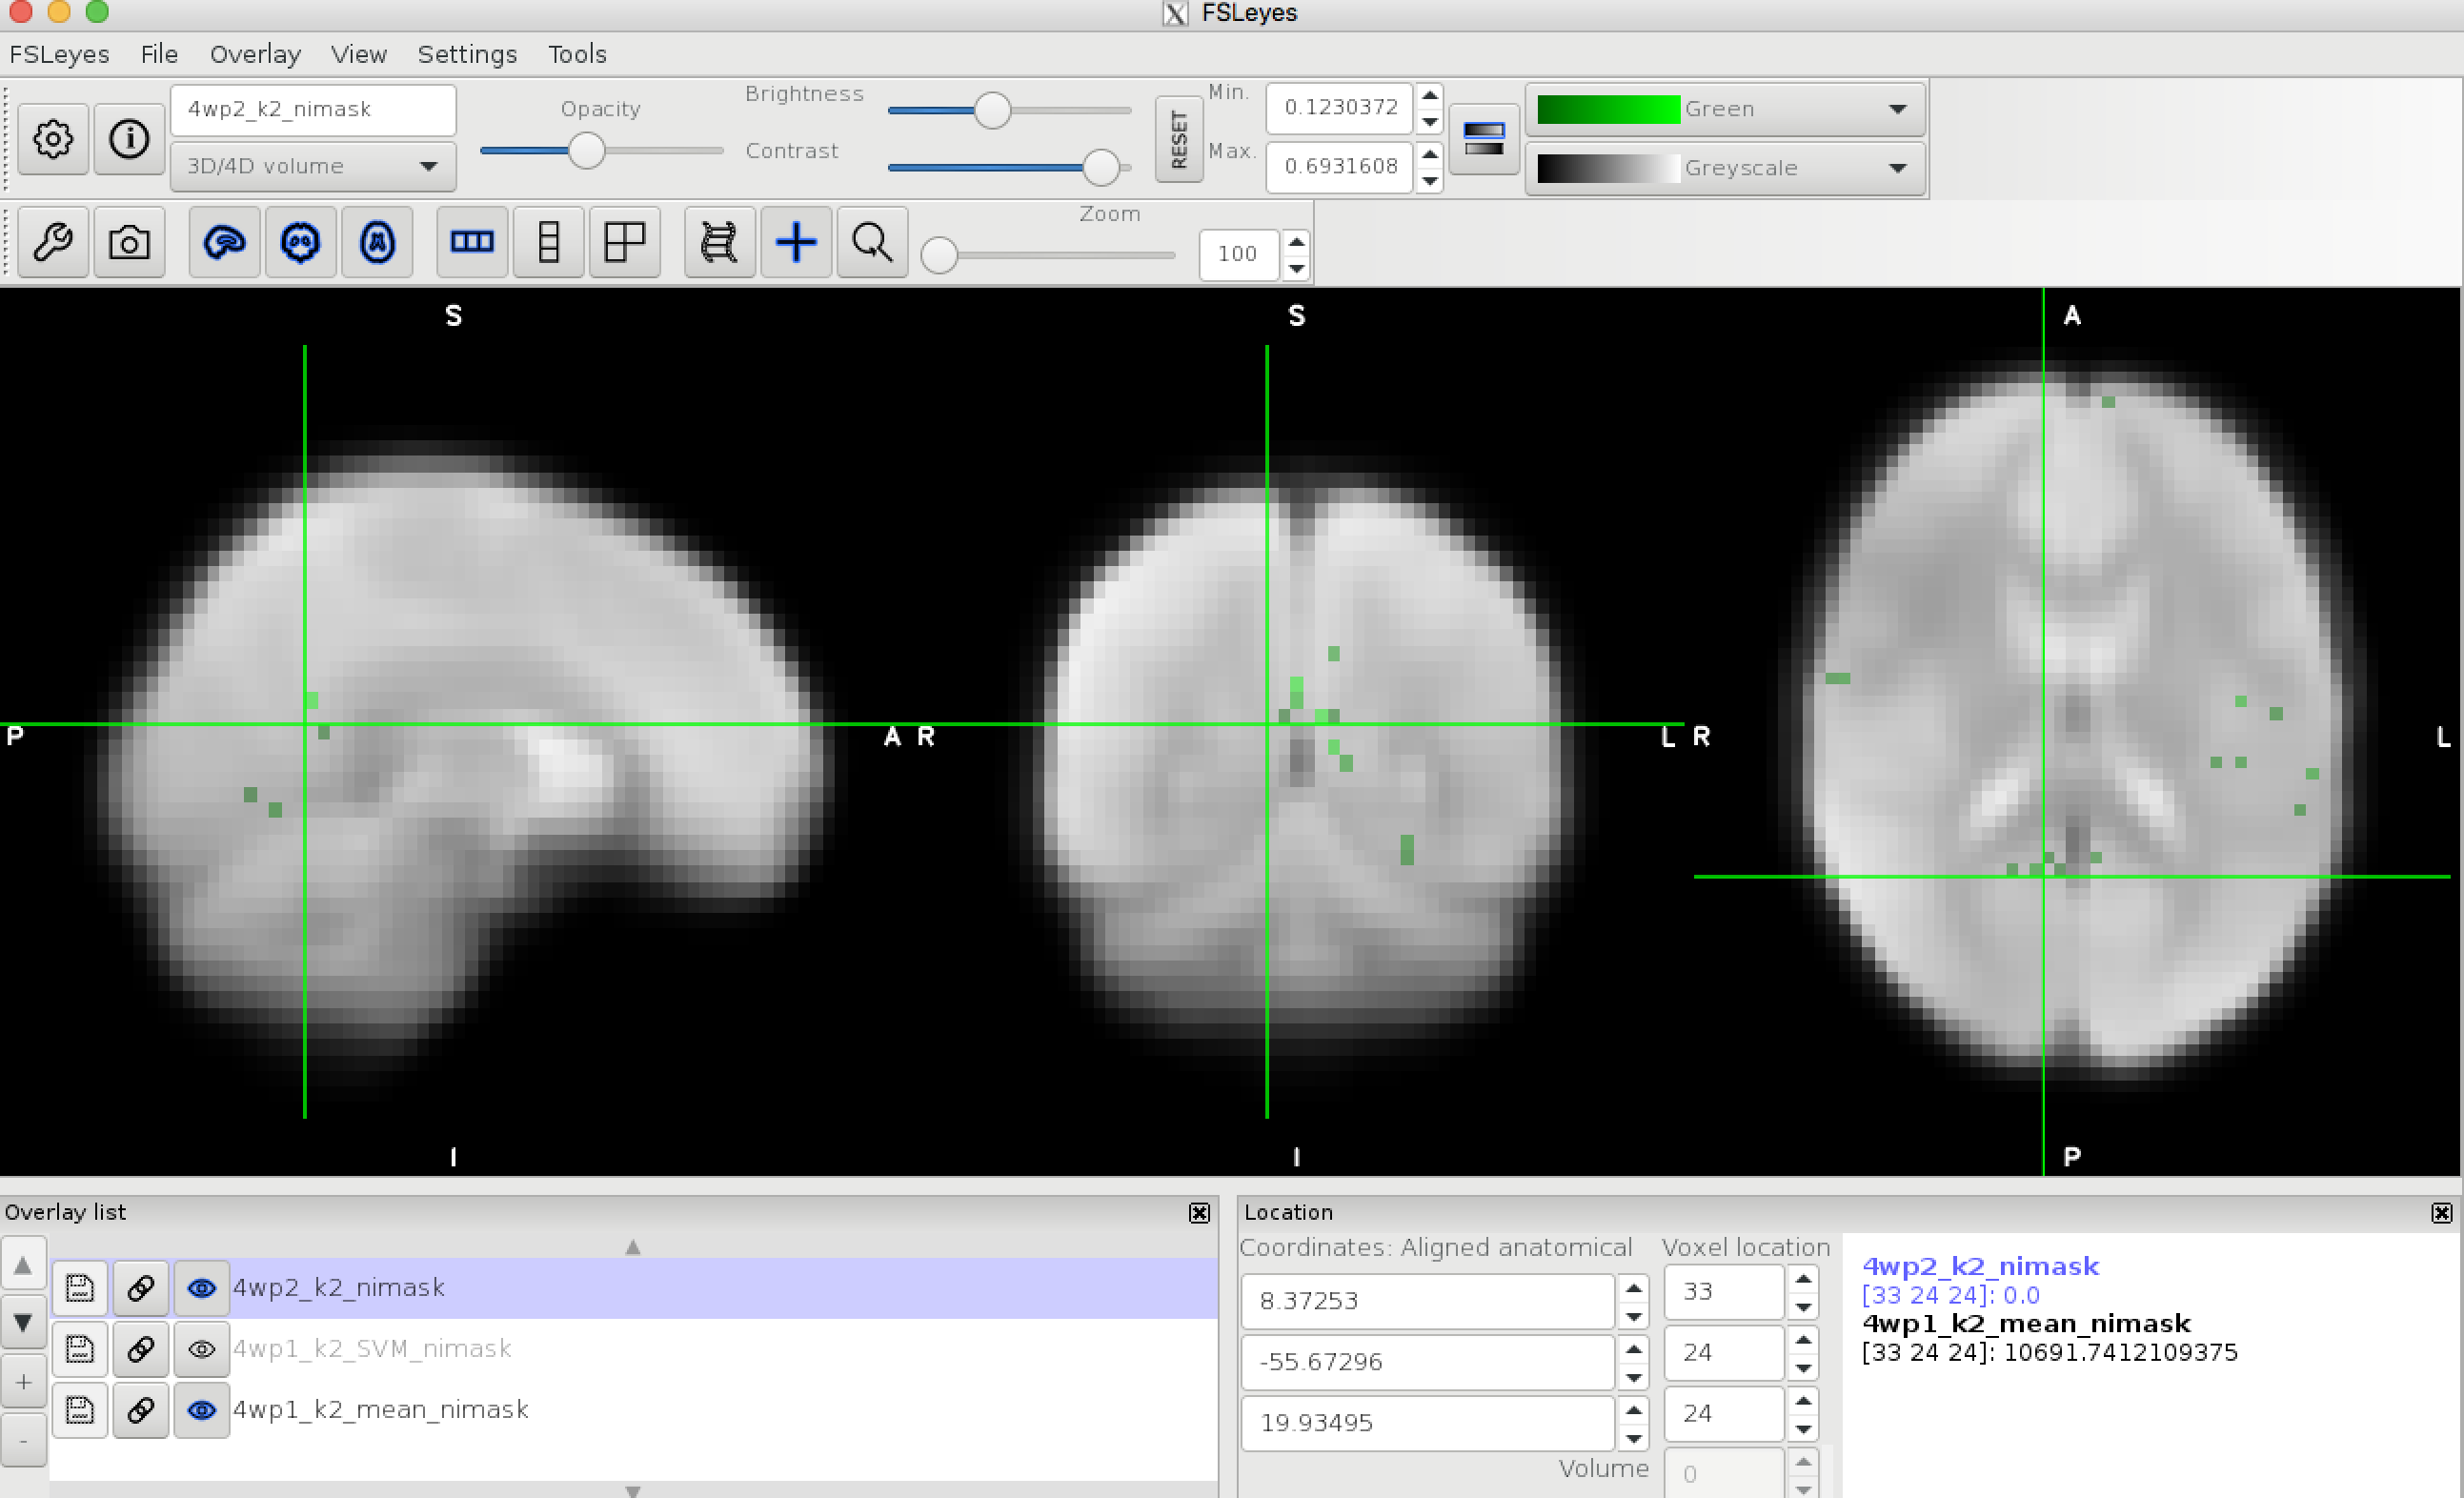 FSLeyes
FSLeyes File Overlay View Settings Tools
4wp2_k2_nimask
3D/4D volume
Opacity
Brightness
Contrast
RESET
Min. 0.1230372
Max. 0.6931608
Green
Greyscale
Zoom
100
S S A
P A R L R L
I I P
Overlay list
4wp2_k2_nimask
4wp1_k2_SVM_nimask
4wp1_k2_mean_nimask
Location
Coordinates: Aligned anatomical Voxel location
8.37253 33
-55.67296 24
19.93495 24
Volume 0
4wp2_k2_nimask
[33 24 24]: 0.0
4wp1_k2_mean_nimask
[33 24 24]: 10691.7412109375